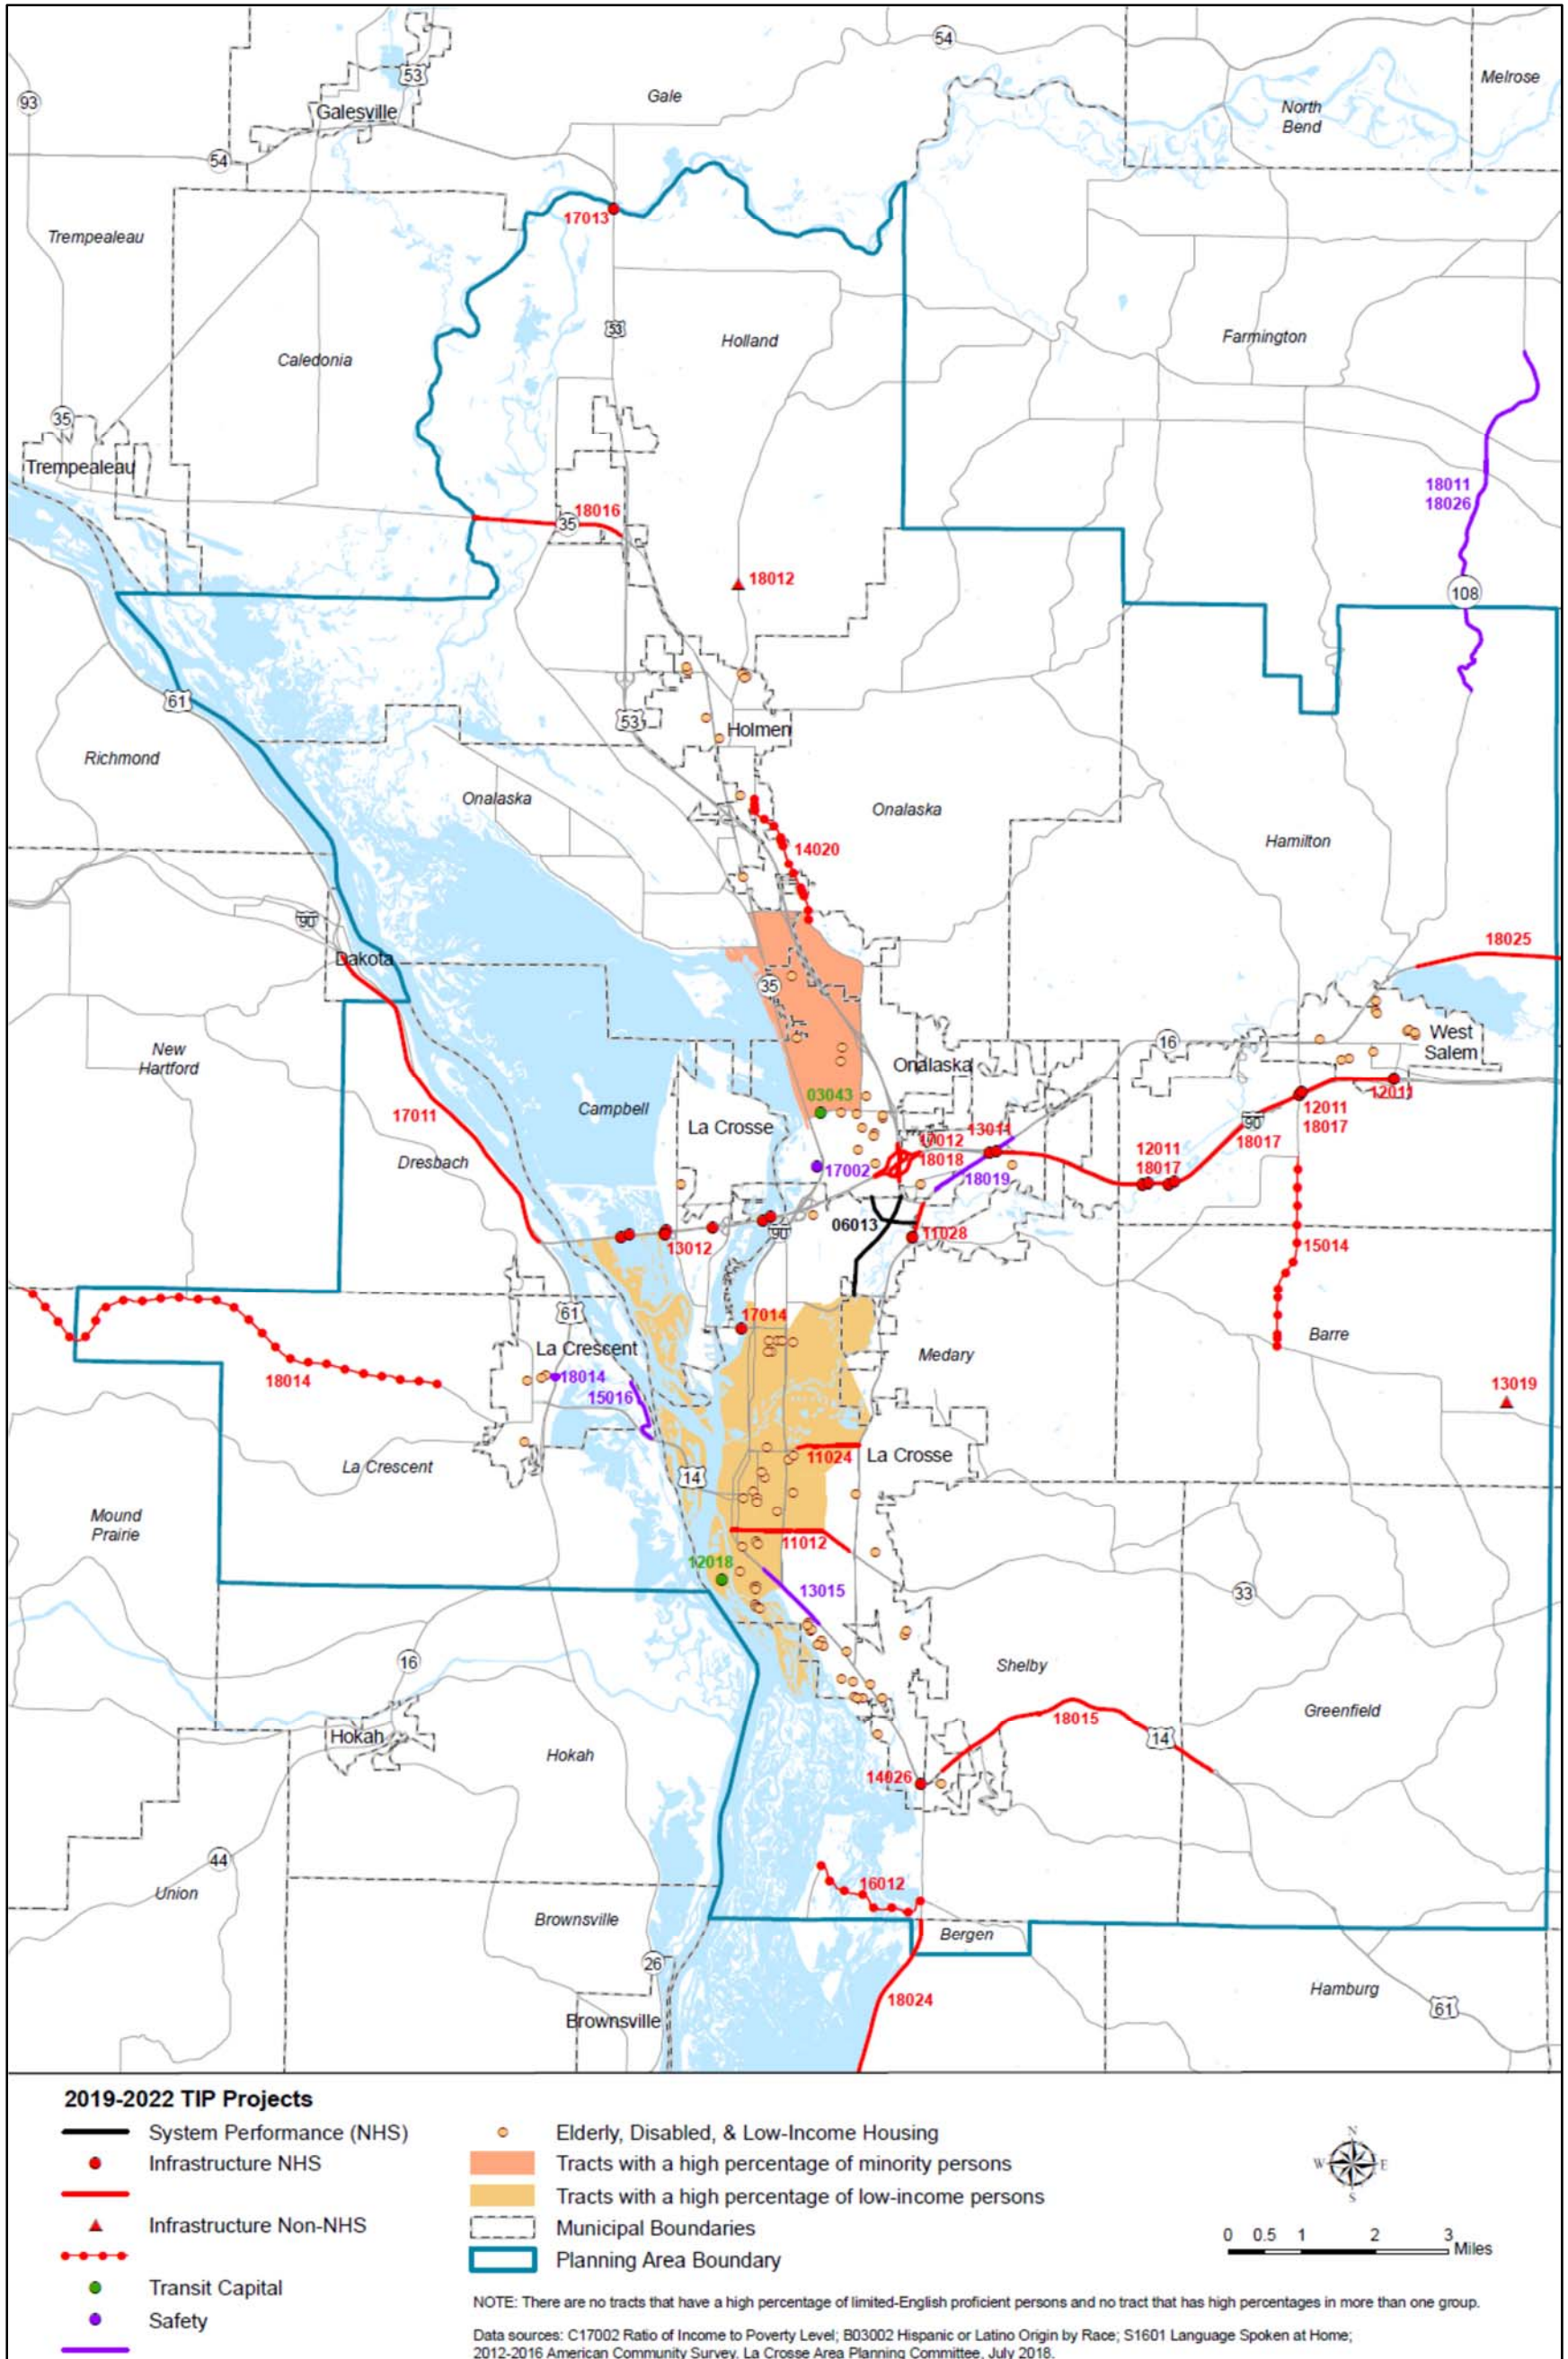 54
Melrose
53
93
Gale
North
Bend
Galesville
54
17013
Trempealeau
53
Farmington
Holland
Caledonia
35
Trempealeau
18011
18026
18016
35
18012
108
61
53
Holmen
Richmond
Onalaska
Onalaska
Hamilton
14020
90
18025
Dakota
35
West
Salem
16
New
Hartford
Onalaska
03043
12011
Campbell
12011
18017
17011
La Crosse
90
13011
17012
18018
18017
12011
18017
Dresbach
17002
18019
06013
11028
90
13012
15014
61
17014
Barre
La Crescent
Medary
18014
18014
15016
13019
11024
La Crosse
La Crescent
14
Mound
Prairie
11012
12018
13015
33
16
Shelby
Greenfield
18015
Hokah
14
Hokah
14026
44
16012
Union
Brownsville
Bergen
26
Hamburg
18024
61
Brownsville
2019-2022 TIP Projects
System Performance (NHS)
Infrastructure NHS
Infrastructure Non-NHS
Transit Capital
Safety
Elderly, Disabled, & Low-Income Housing
Tracts with a high percentage of minority persons
Tracts with a high percentage of low-income persons
Municipal Boundaries
Planning Area Boundary
N
W
E
S
0 0.5 1 2 3
Miles
NOTE: There are no tracts that have a high percentage of limited-English proficient persons and no tract that has high percentages in more than one group.
Data sources: C17002 Ratio of Income to Poverty Level; B03002 Hispanic or Latino Origin by Race; S1601 Language Spoken at Home;
2012-2016 American Community Survey. La Crosse Area Planning Committee, July 2018.